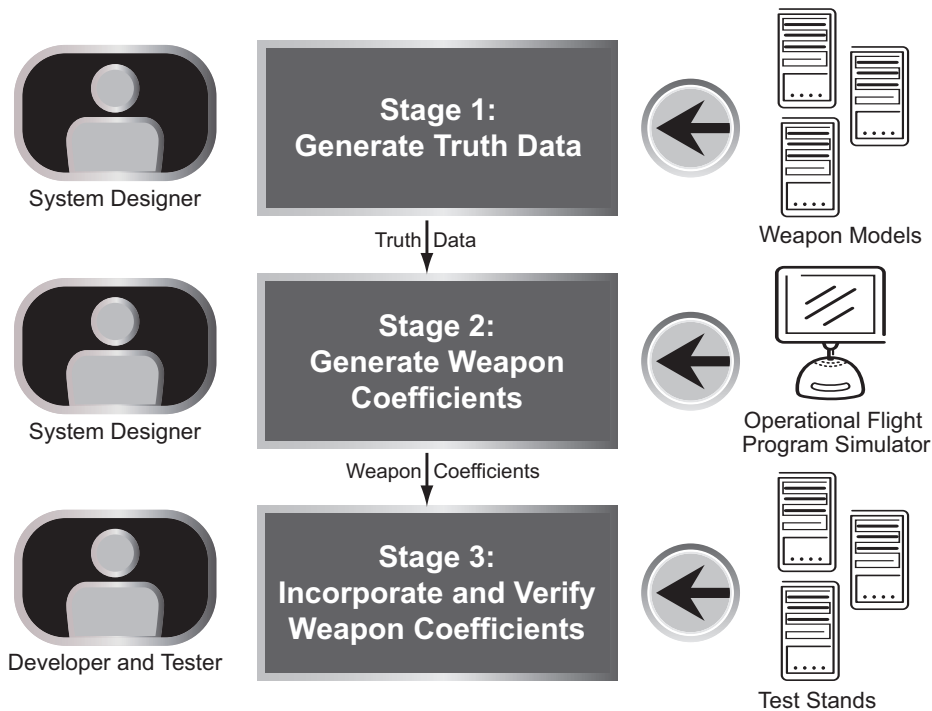 System Designer
Stage 1:
Generate Truth Data
Weapon Models
Truth Data
System Designer
Stage 2:
Generate Weapon
Coefficients
Operational Flight
Program Simulator
Weapon Coefficients
Developer and Tester
Stage 3:
Incorporate and Verify
Weapon Coefficients
Test Stands